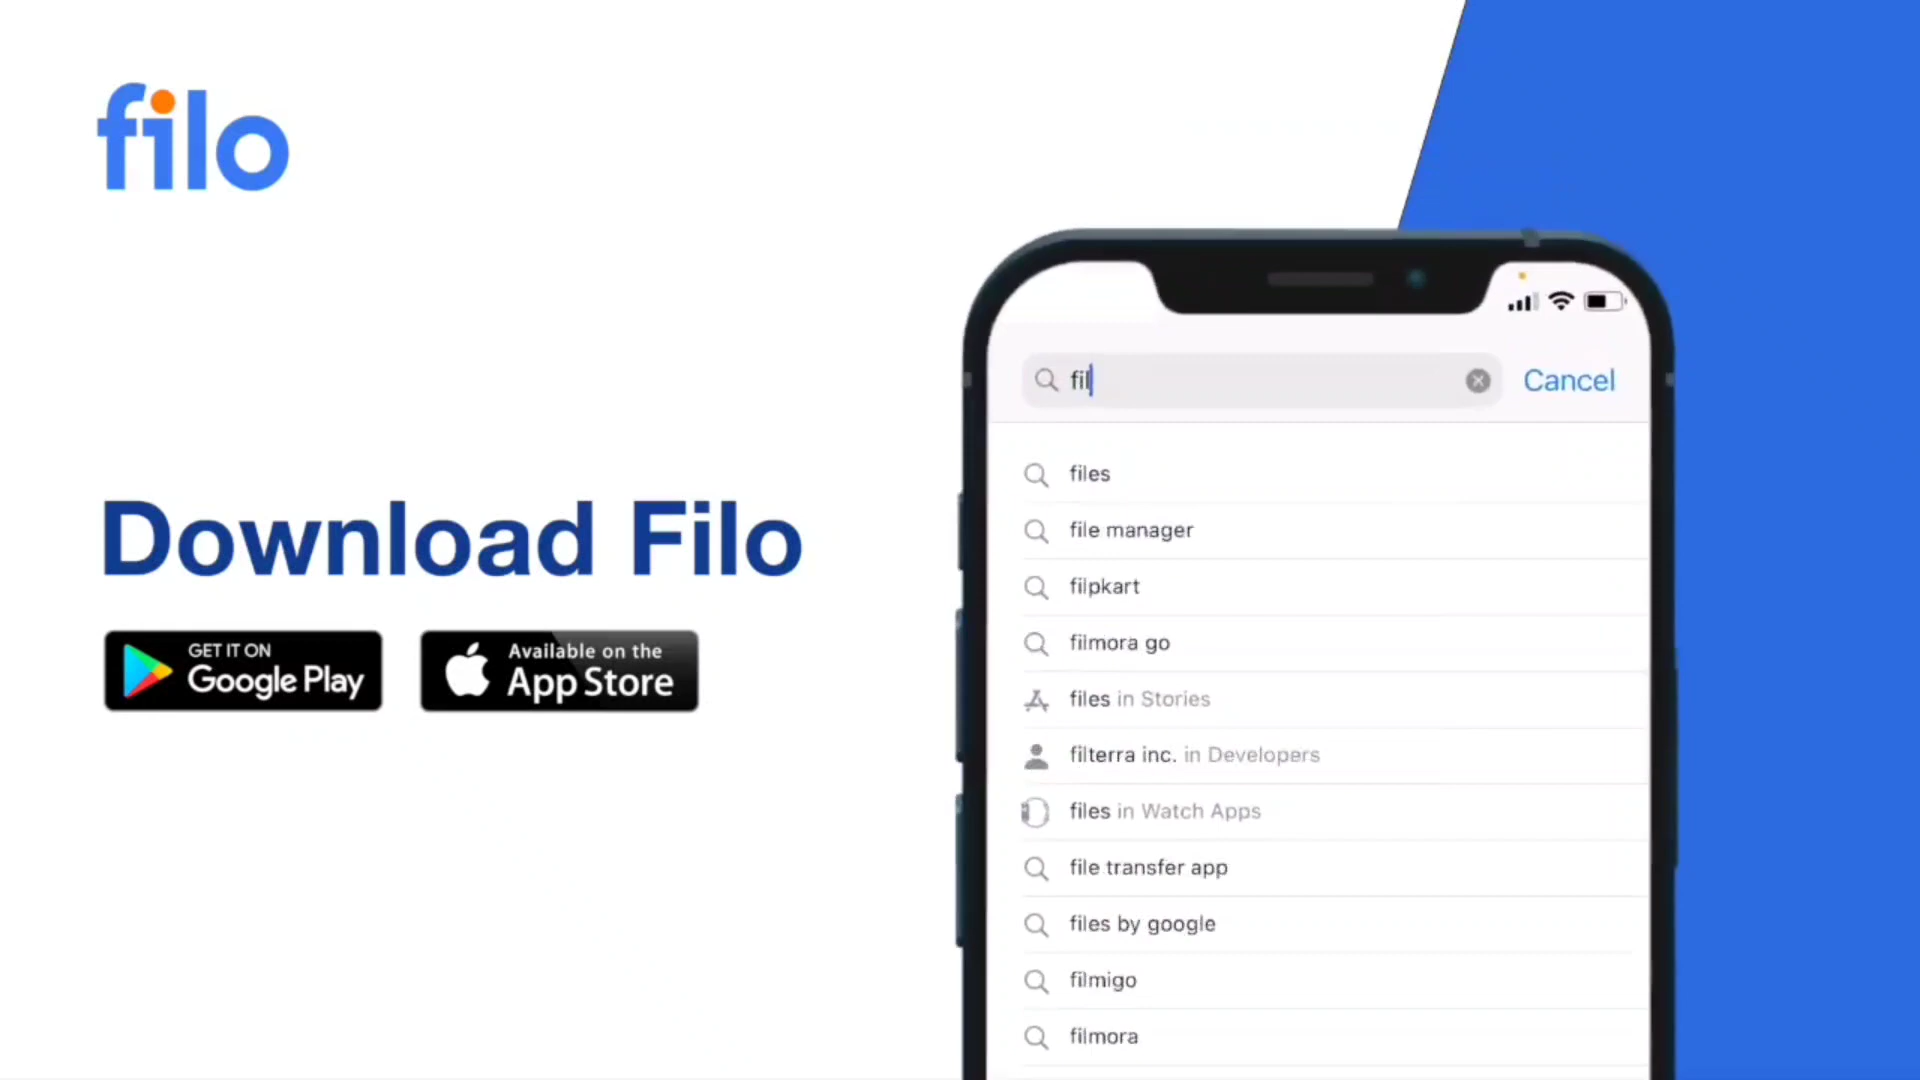 filo
Download Filo
GET IT ON
Google Play
Available on the
App Store
fil
Cancel
files
file manager
filpkart
filmora go
files in Stories
filterra inc. in Developers
files in Watch Apps
file transfer app
files by google
filmigo
filmora